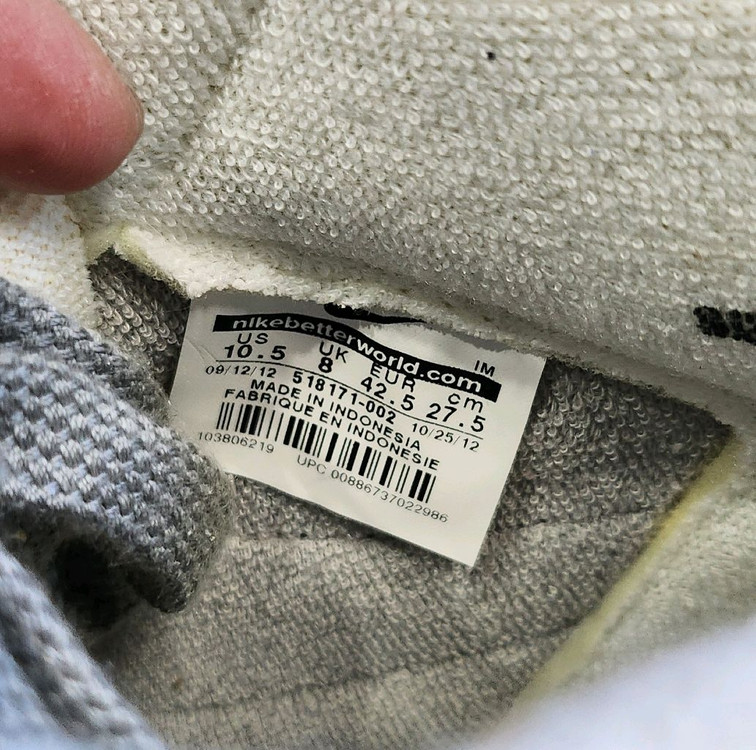 nikebetterworld.com
US UK EUR cm IM
10.5 8 42.5 27.5
09/12/12 518171-002 10/25/12
MADE IN INDONESIA
FABRIQUE EN INDONESIE
103806219 UPC 00886737022986